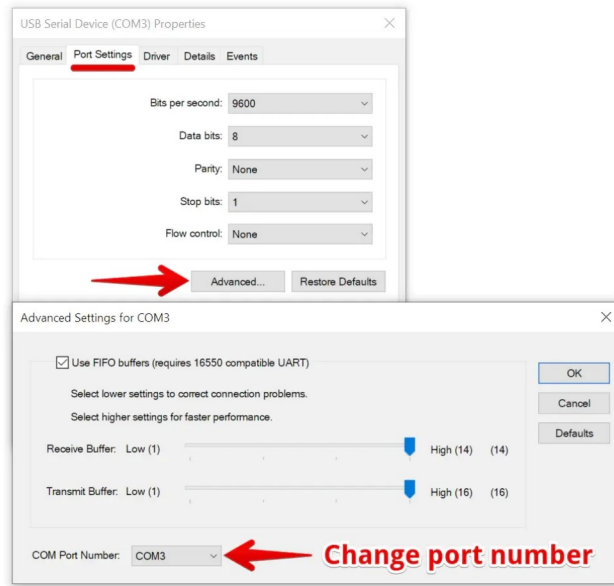 USB Serial Device (COM3) Properties
General Port Settings Driver Details Events
Bits per second: 9600
Data bits: 8
Parity: None
Stop bits: 1
Flow control: None
Advanced... Restore Defaults
Advanced Settings for COM3
Use FIFO buffers (requires 16550 compatible UART)
OK
Select lower settings to correct connection problems.
Cancel
Select higher settings for faster performance.
Defaults
Receive Buffer: Low (1) High (14) (14)
Transmit Buffer: Low (1) High (16) (16)
COM Port Number: COM3 Change port number